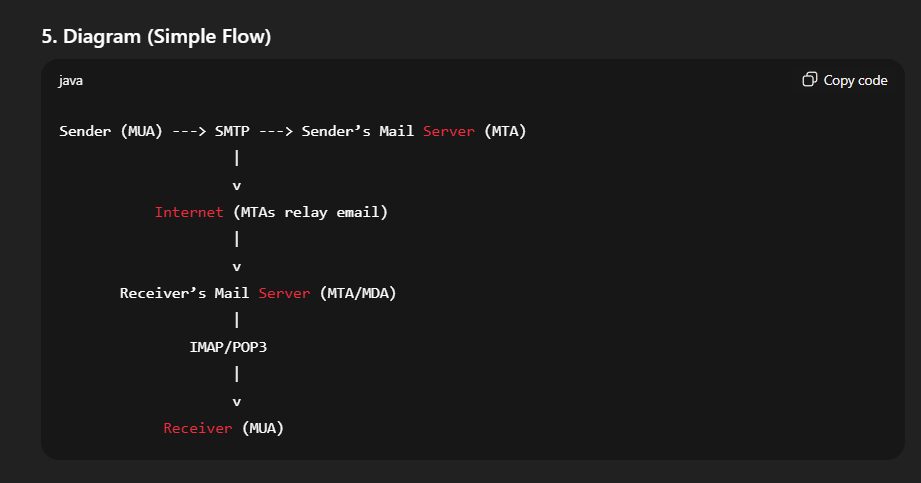 5. Diagram (Simple Flow)
java
Copy code
Sender (MUA) ---> SMTP ---> Sender’s Mail Server (MTA)
|
v
Internet (MTAs relay email)
|
v
Receiver’s Mail Server (MTA/MDA)
|
IMAP/POP3
|
v
Receiver (MUA)